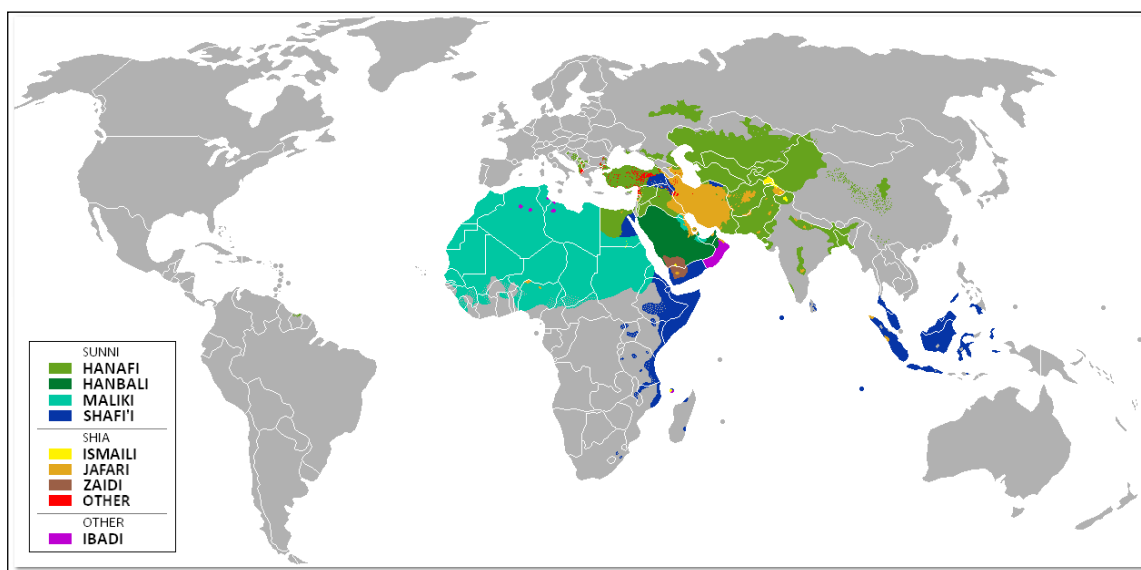 SUNNI
HANAFI
HANBALI
MALIKI
SHAFI'I
SHIA
ISMAILI
JAFARI
ZAIDI
OTHER
OTHER
IBADI